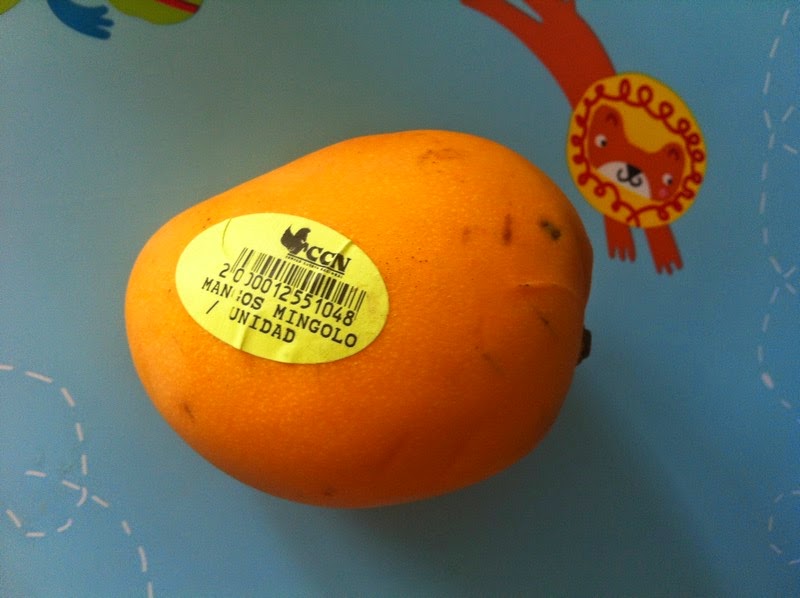 CCN
2000012551048
MANGOS MINGOLO
/ UNIDAD